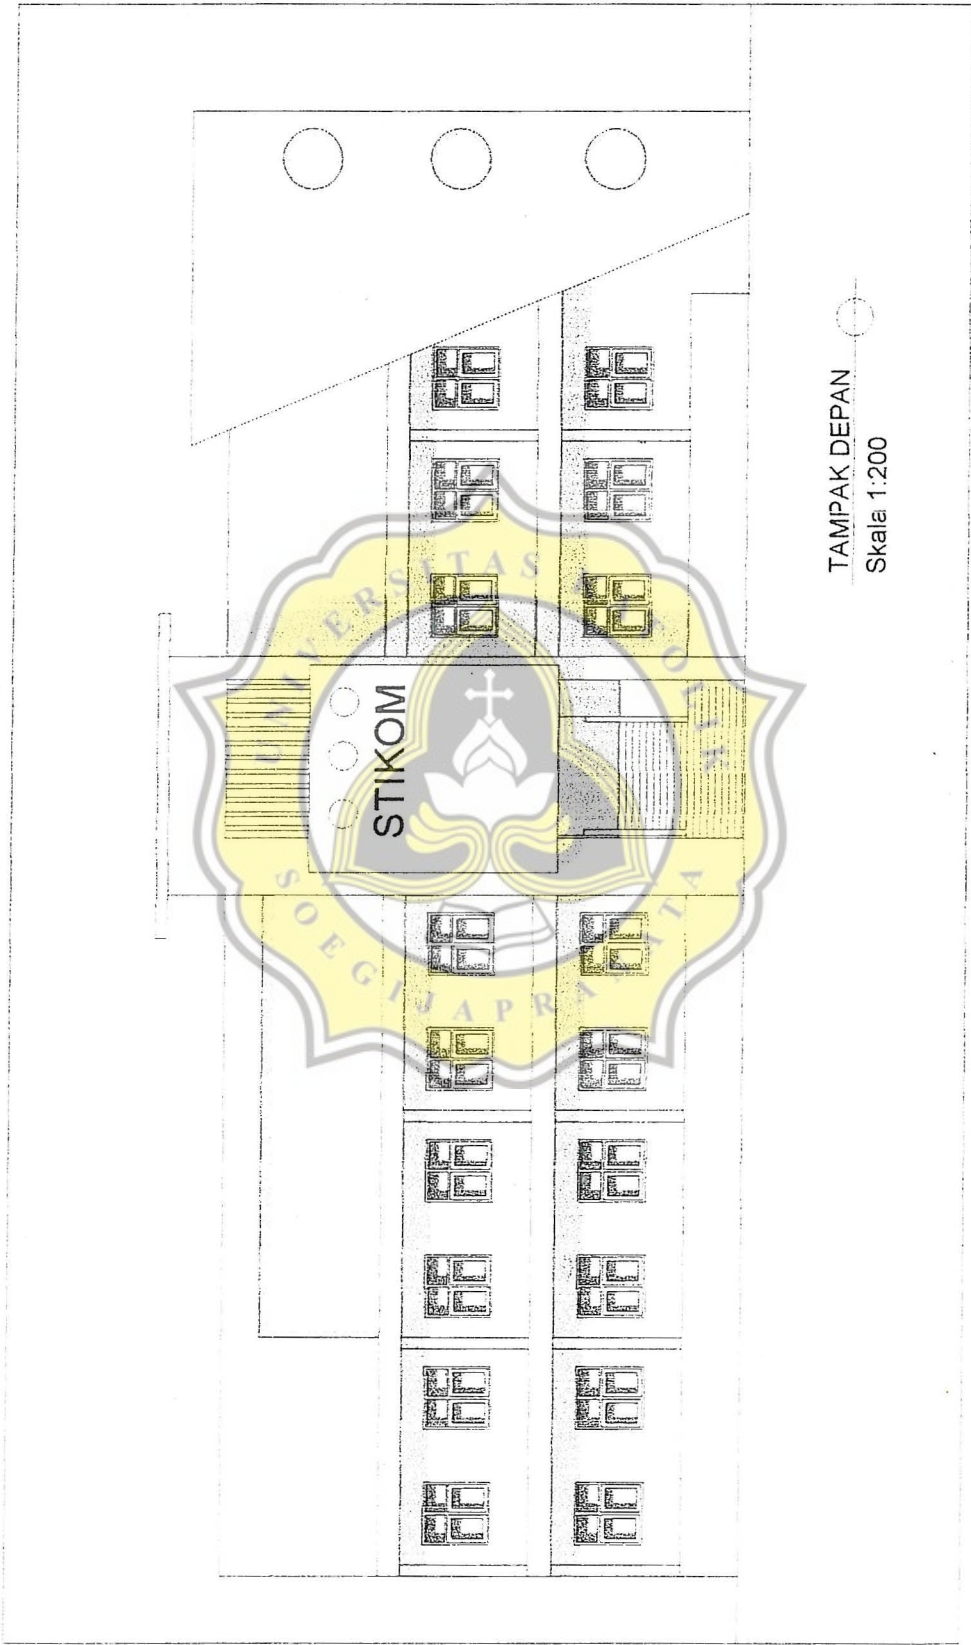 STIKOM
TAMPAK DEPAN
Skala 1:200
UNIVERSITAS KATOLIK
SOEGIJAPRANATA